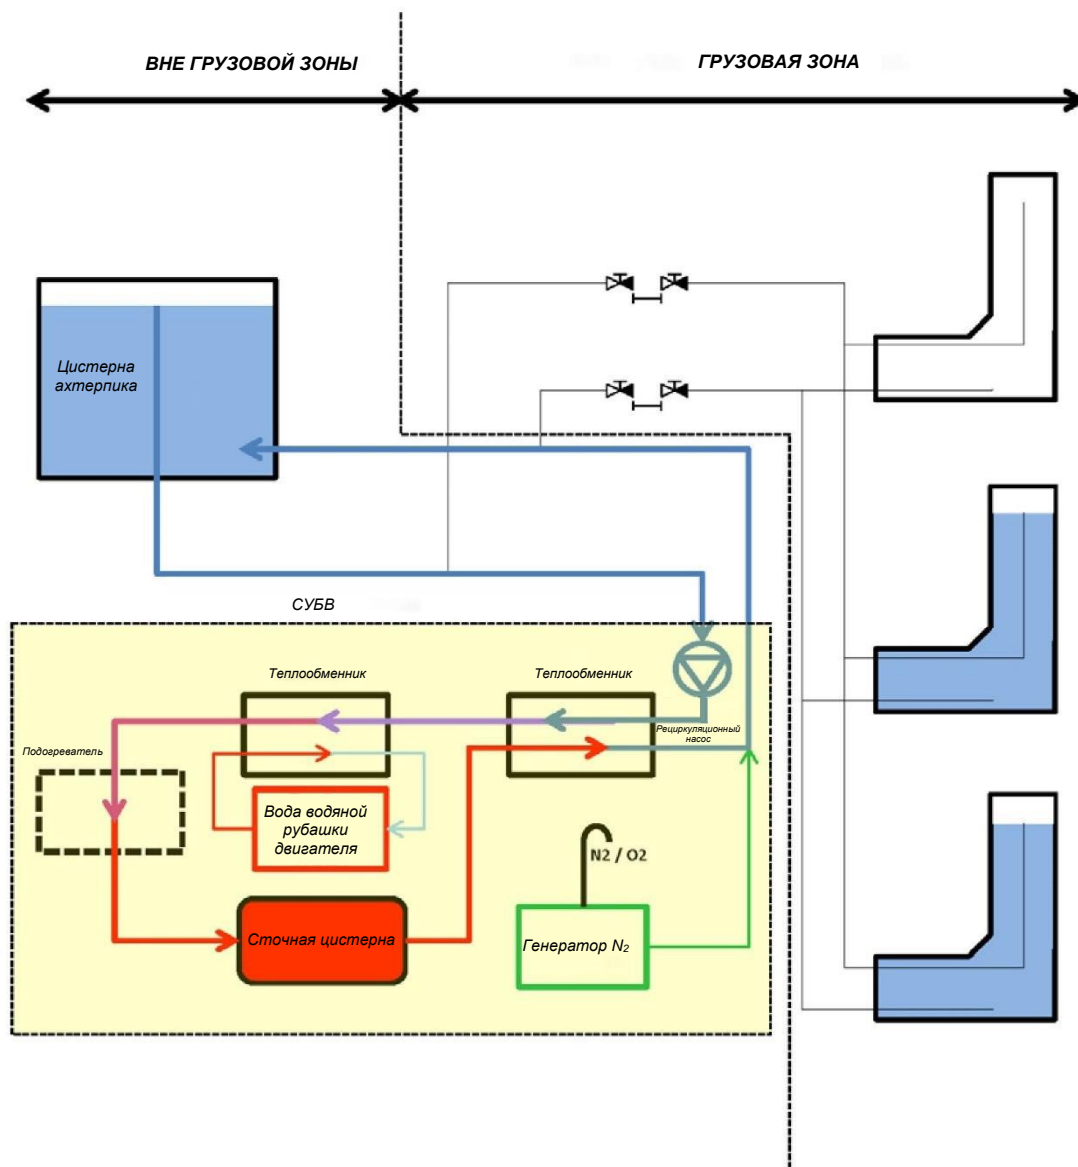 ВНЕ ГРУЗОВОЙ ЗОНЫ
ГРУЗОВАЯ ЗОНА
Цистерна
ахтерпика
СУБВ
Теплообменник
Теплообменник
Рециркуляционный
насос
Подогреватель
Вода водяной
рубашки
двигателя
N2 / O2
Сточная цистерна
Генератор N₂